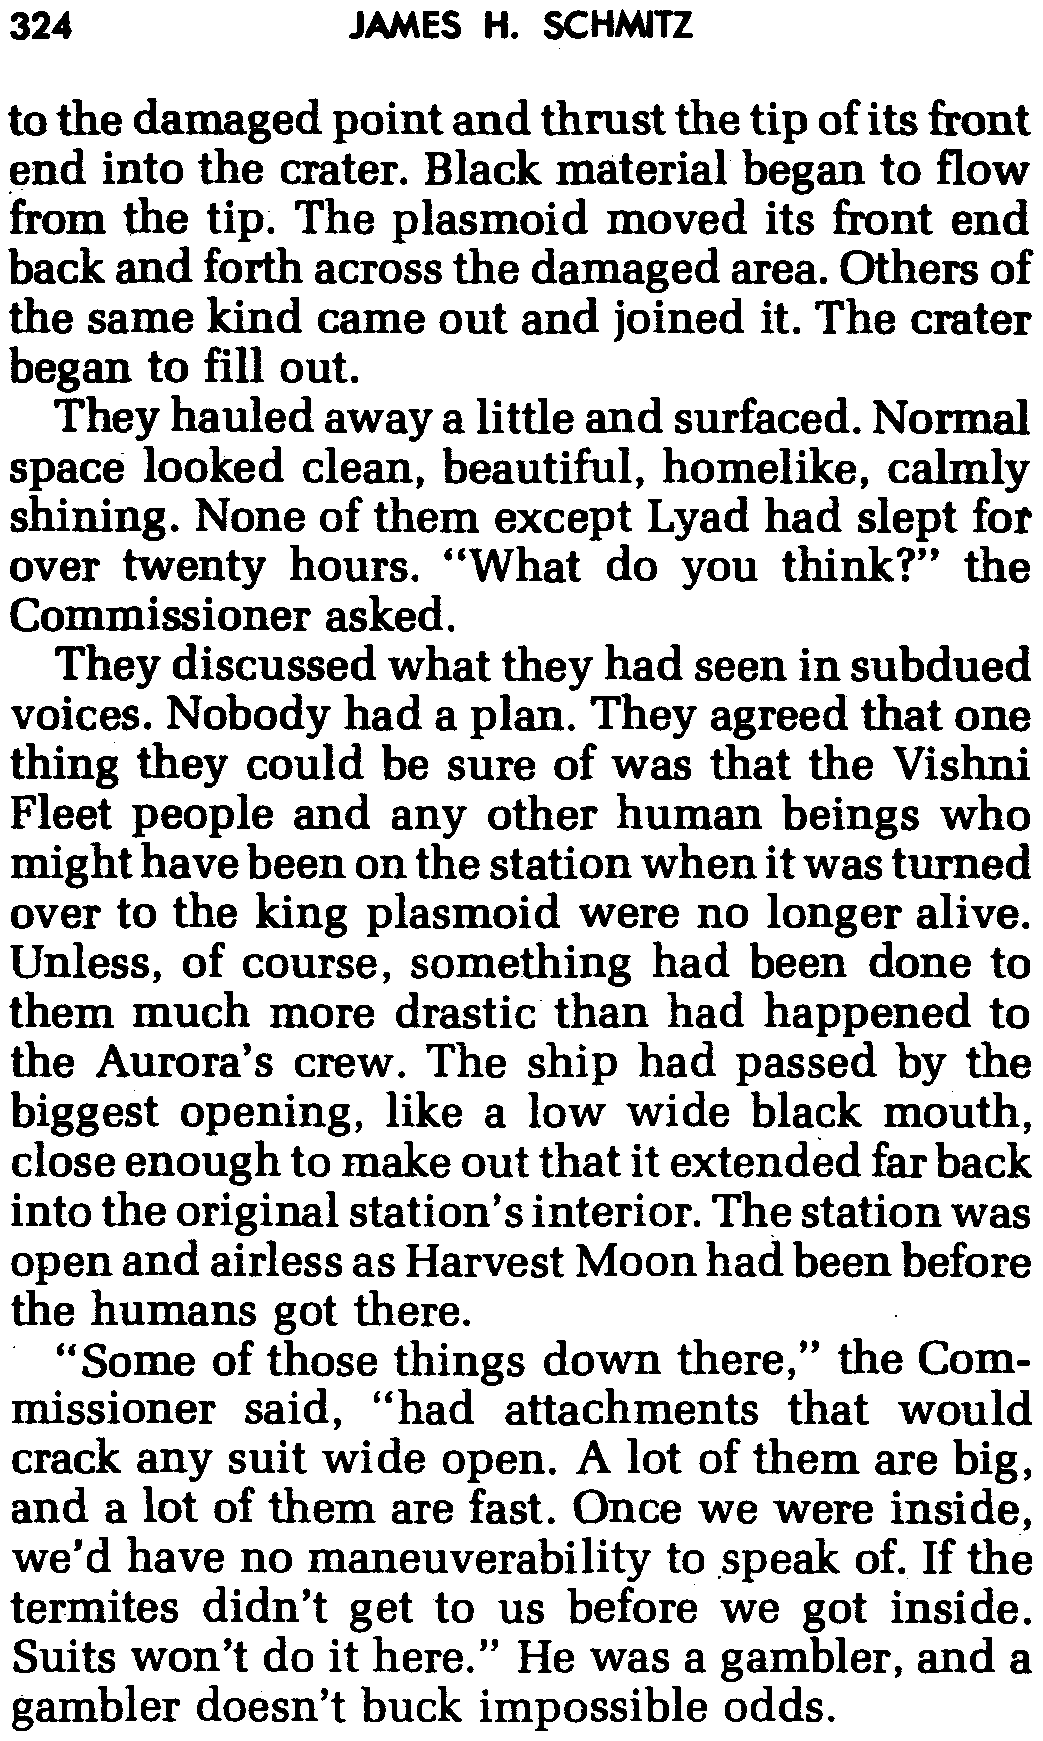 324 JAMES H. SCHMITZ
to the damaged point and thrust the tip of its front
end into the crater. Black material began to flow
from the tip. The plasmoid moved its front end
back and forth across the damaged area. Others of
the same kind came out and joined it. The crater
began to fill out.
They hauled away a little and surfaced. Normal
space looked clean, beautiful, homelike, calmly
shining. None of them except Lyad had slept for
over twenty hours. “What do you think?” the
Commissioner asked.
They discussed what they had seen in subdued
voices. Nobody had a plan. They agreed that one
thing they could be sure of was that the Vishni
Fleet people and any other human beings who
might have been on the station when it was turned
over to the king plasmoid were no longer alive.
Unless, of course, something had been done to
them much more drastic than had happened to
the Aurora’s crew. The ship had passed by the
biggest opening, like a low wide black mouth,
close enough to make out that it extended far back
into the original station’s interior. The station was
open and airless as Harvest Moon had been before
the humans got there.
“Some of those things down there,” the Com-
missioner said, “had attachments that would
crack any suit wide open. A lot of them are big,
and a lot of them are fast. Once we were inside,
we’d have no maneuverability to speak of. If the
termites didn’t get to us before we got inside.
Suits won’t do it here.” He was a gambler, and a
gambler doesn’t buck impossible odds.